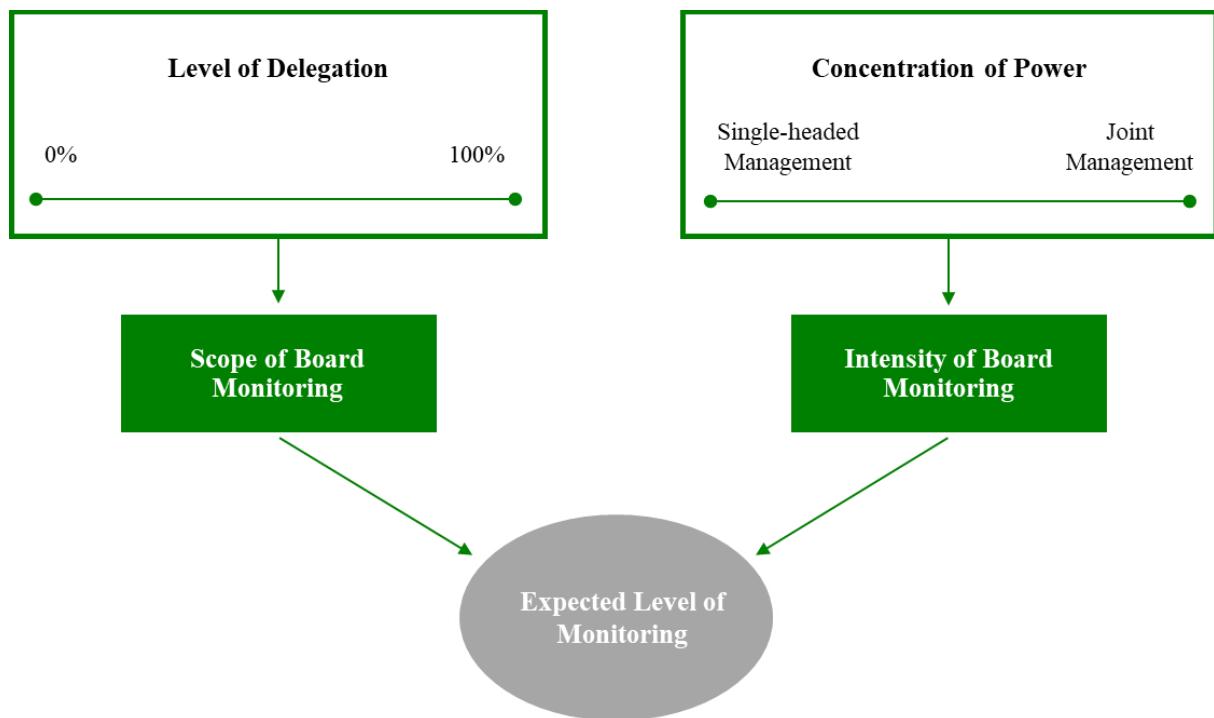 Level of Delegation
0%
100%
Concentration of Power
Single-headed
Management
Joint
Management
Scope of Board
Monitoring
Intensity of Board
Monitoring
Expected Level of
Monitoring